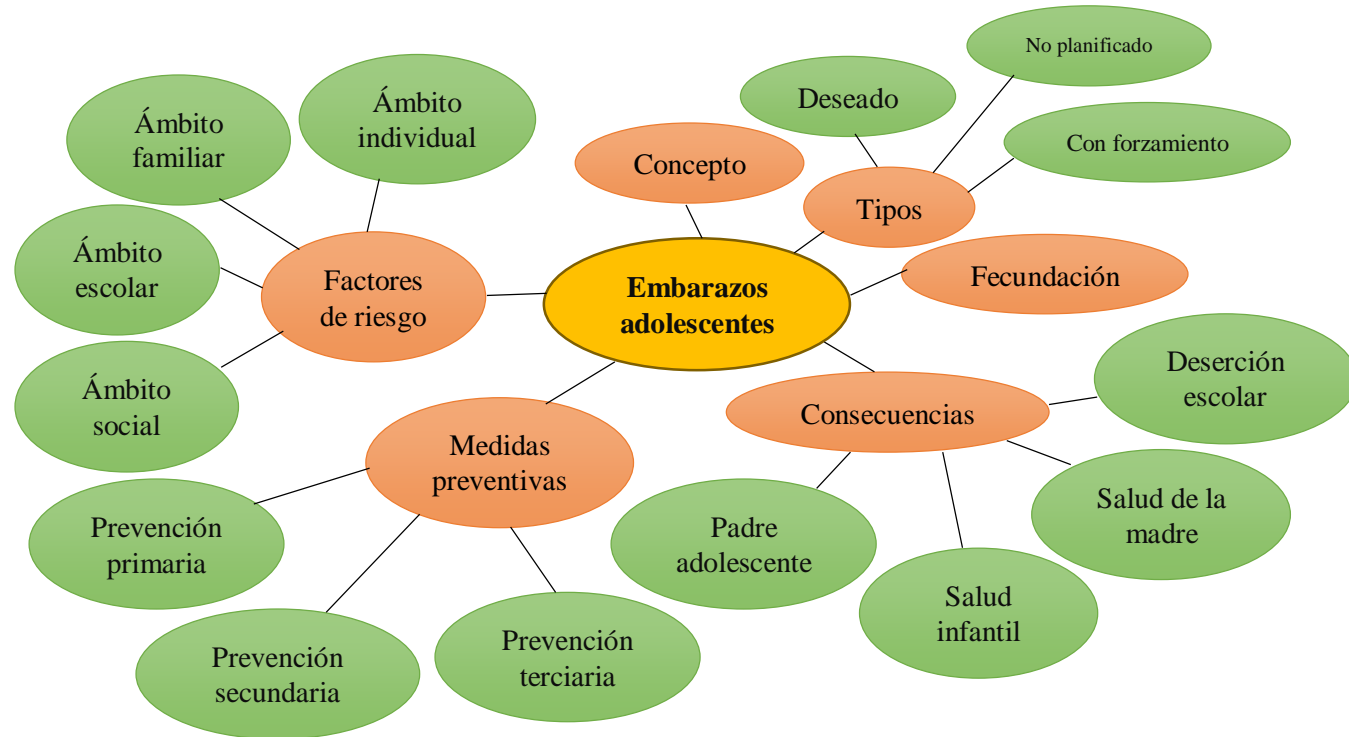 No planificado
Deseado
Ámbito
individual
Ámbito
familiar
Con forzamiento
Concepto
Tipos
Ámbito
escolar
Factores
de riesgo
Embarazos
adolescentes
Fecundación
Deserción
escolar
Ámbito
social
Consecuencias
Medidas
preventivas
Salud de la
madre
Prevención
primaria
Padre
adolescente
Salud
infantil
Prevención
secundaria
Prevención
terciaria